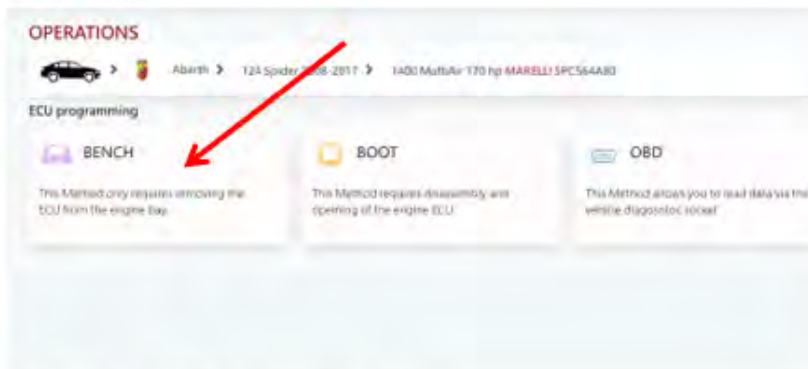 OPERATIONS
Abarth > 124 Spider 2008-2017 > 1400 MultiAir 170 hp MARELLI SPC564A80
ECU programming
BENCH
This Method only requires removing the
ECU from the engine bay.
BOOT
This Method requires disassembly and
opening of the engine ECU
OBD
This Method allows you to read data via the
vehicle diagnostic socket